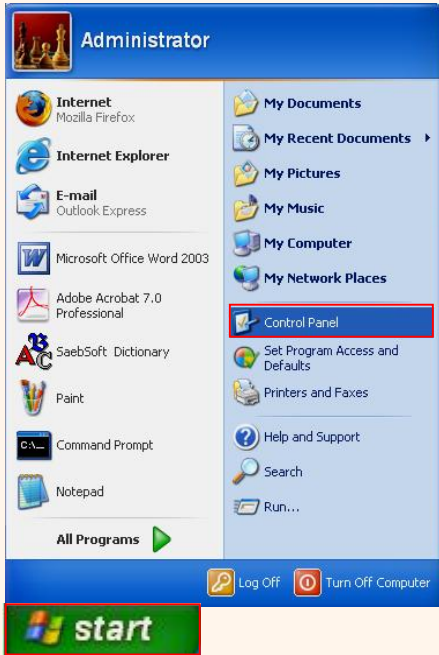 Administrator
Internet
Mozilla Firefox
Internet Explorer
E-mail
Outlook Express
Microsoft Office Word 2003
Adobe Acrobat 7.0
Professional
SaebSoft Dictionary
Paint
Command Prompt
Notepad
All Programs
My Documents
My Recent Documents
My Pictures
My Music
My Computer
My Network Places
Control Panel
Set Program Access and
Defaults
Printers and Faxes
Help and Support
Search
Run...
Log Off
Turn Off Computer
start